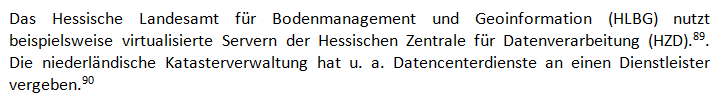 Das Hessische Landesamt für Bodenmanagement und Geoinformation (HLBG) nutzt
beispielsweise virtualisierte Servern der Hessischen Zentrale für Datenverarbeitung (HZD).⁸⁹.
Die niederländische Katasterverwaltung hat u. a. Datencenterdienste an einen Dienstleister
vergeben.⁹⁰